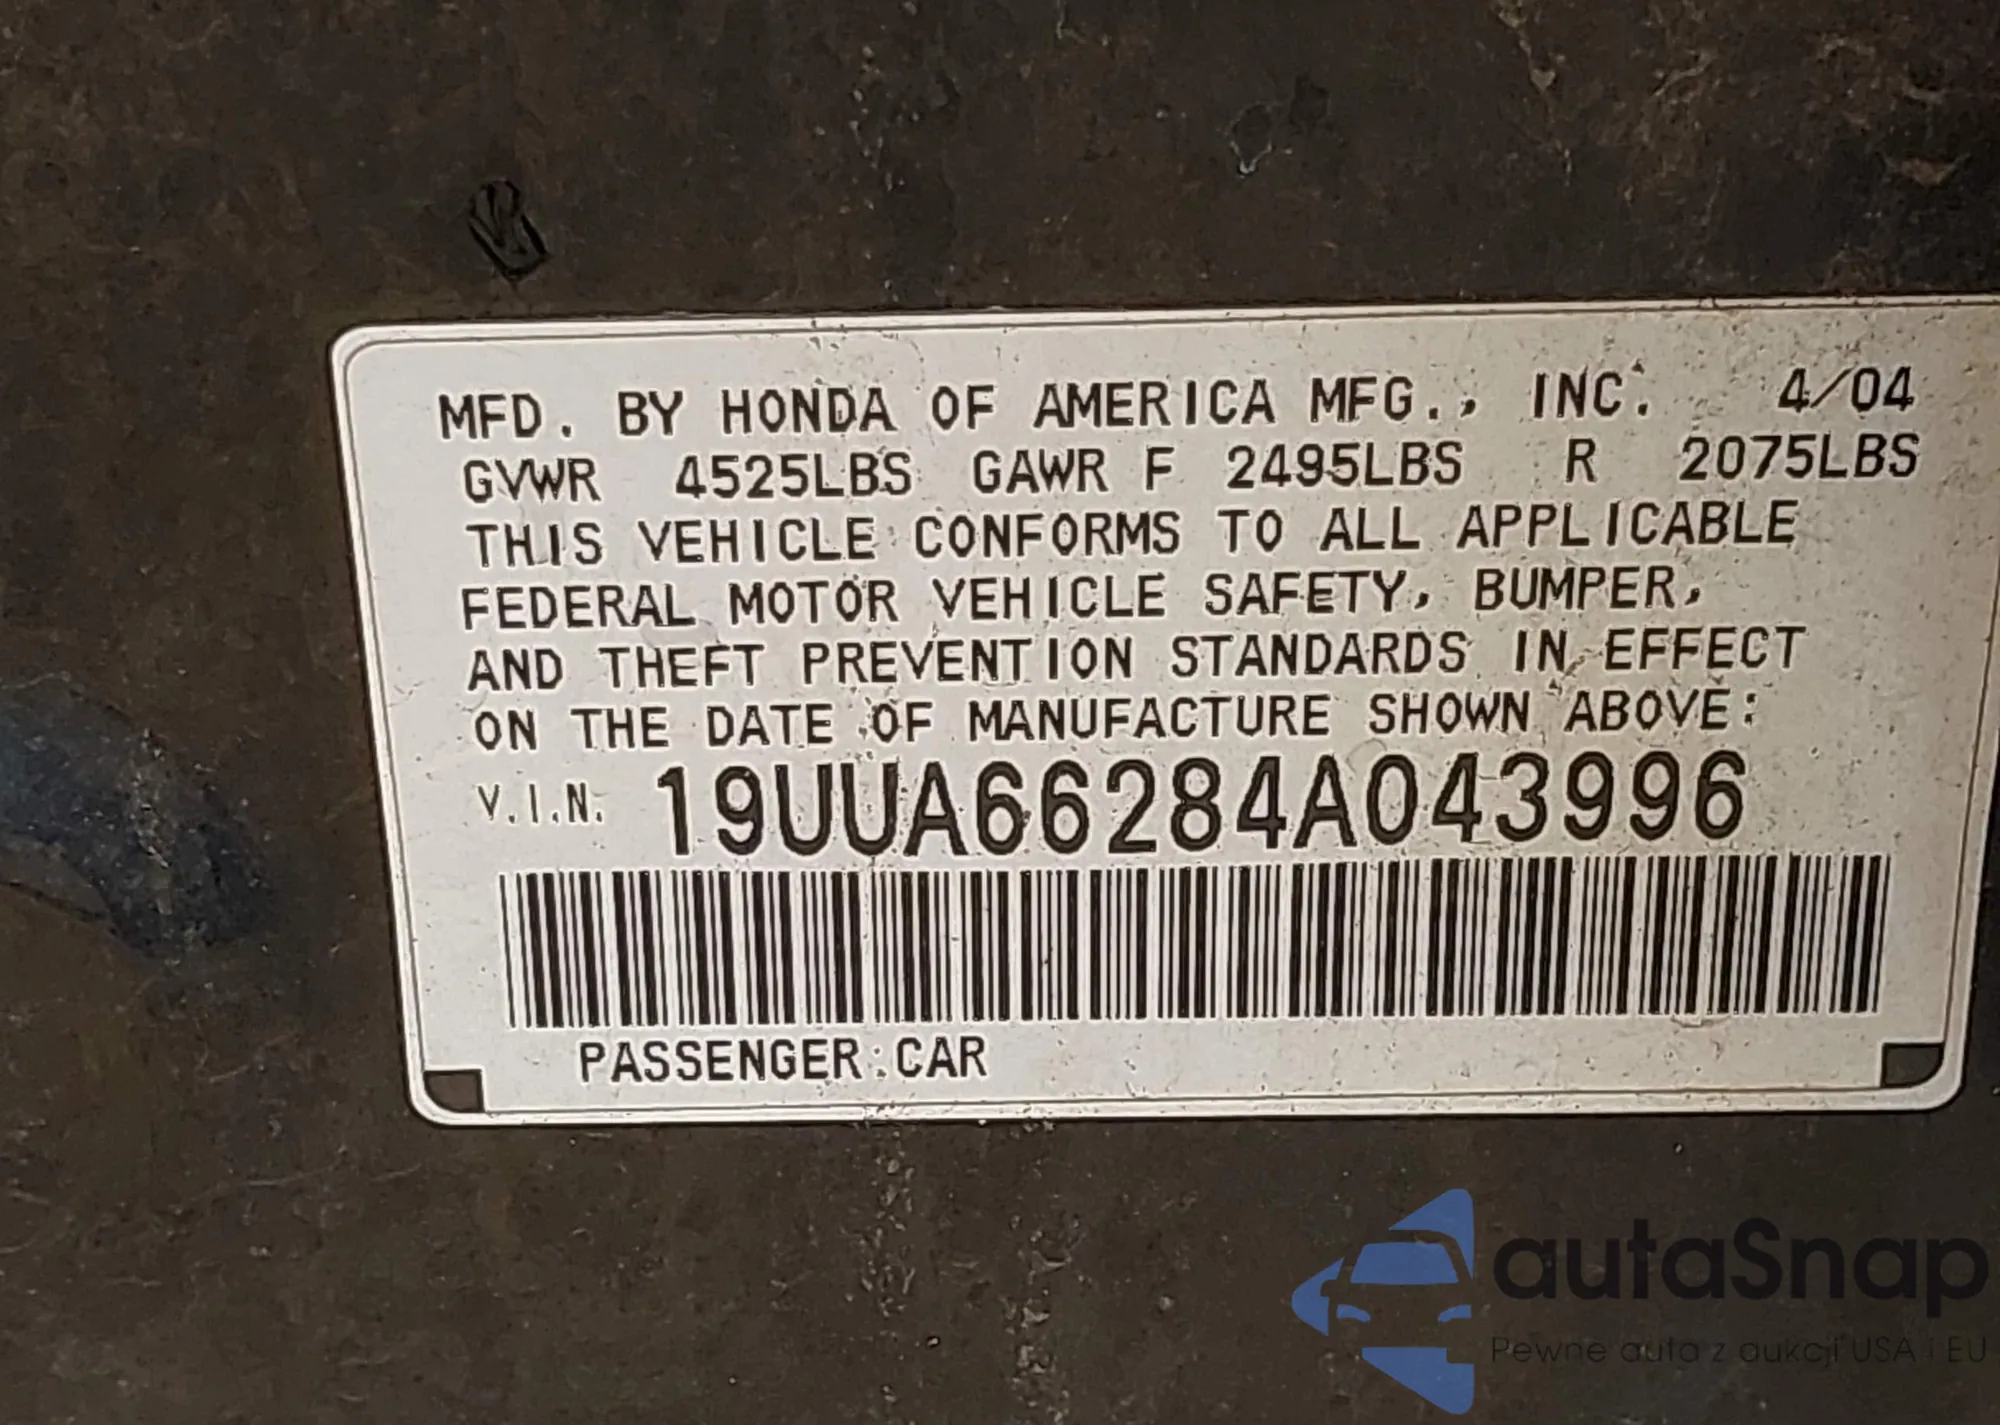 MFD. BY HONDA OF AMERICA MFG., INC. 4/04
GVWR 4525LBS GAWR F 2495LBS R 2075LBS
THIS VEHICLE CONFORMS TO ALL APPLICABLE
FEDERAL MOTOR VEHICLE SAFETY, BUMPER,
AND THEFT PREVENTION STANDARDS IN EFFECT
ON THE DATE OF MANUFACTURE SHOWN ABOVE:
V.I.N. 19UUA66284A043996
PASSENGER CAR
autaSnap
Pewne auta z aukcji USA i EU